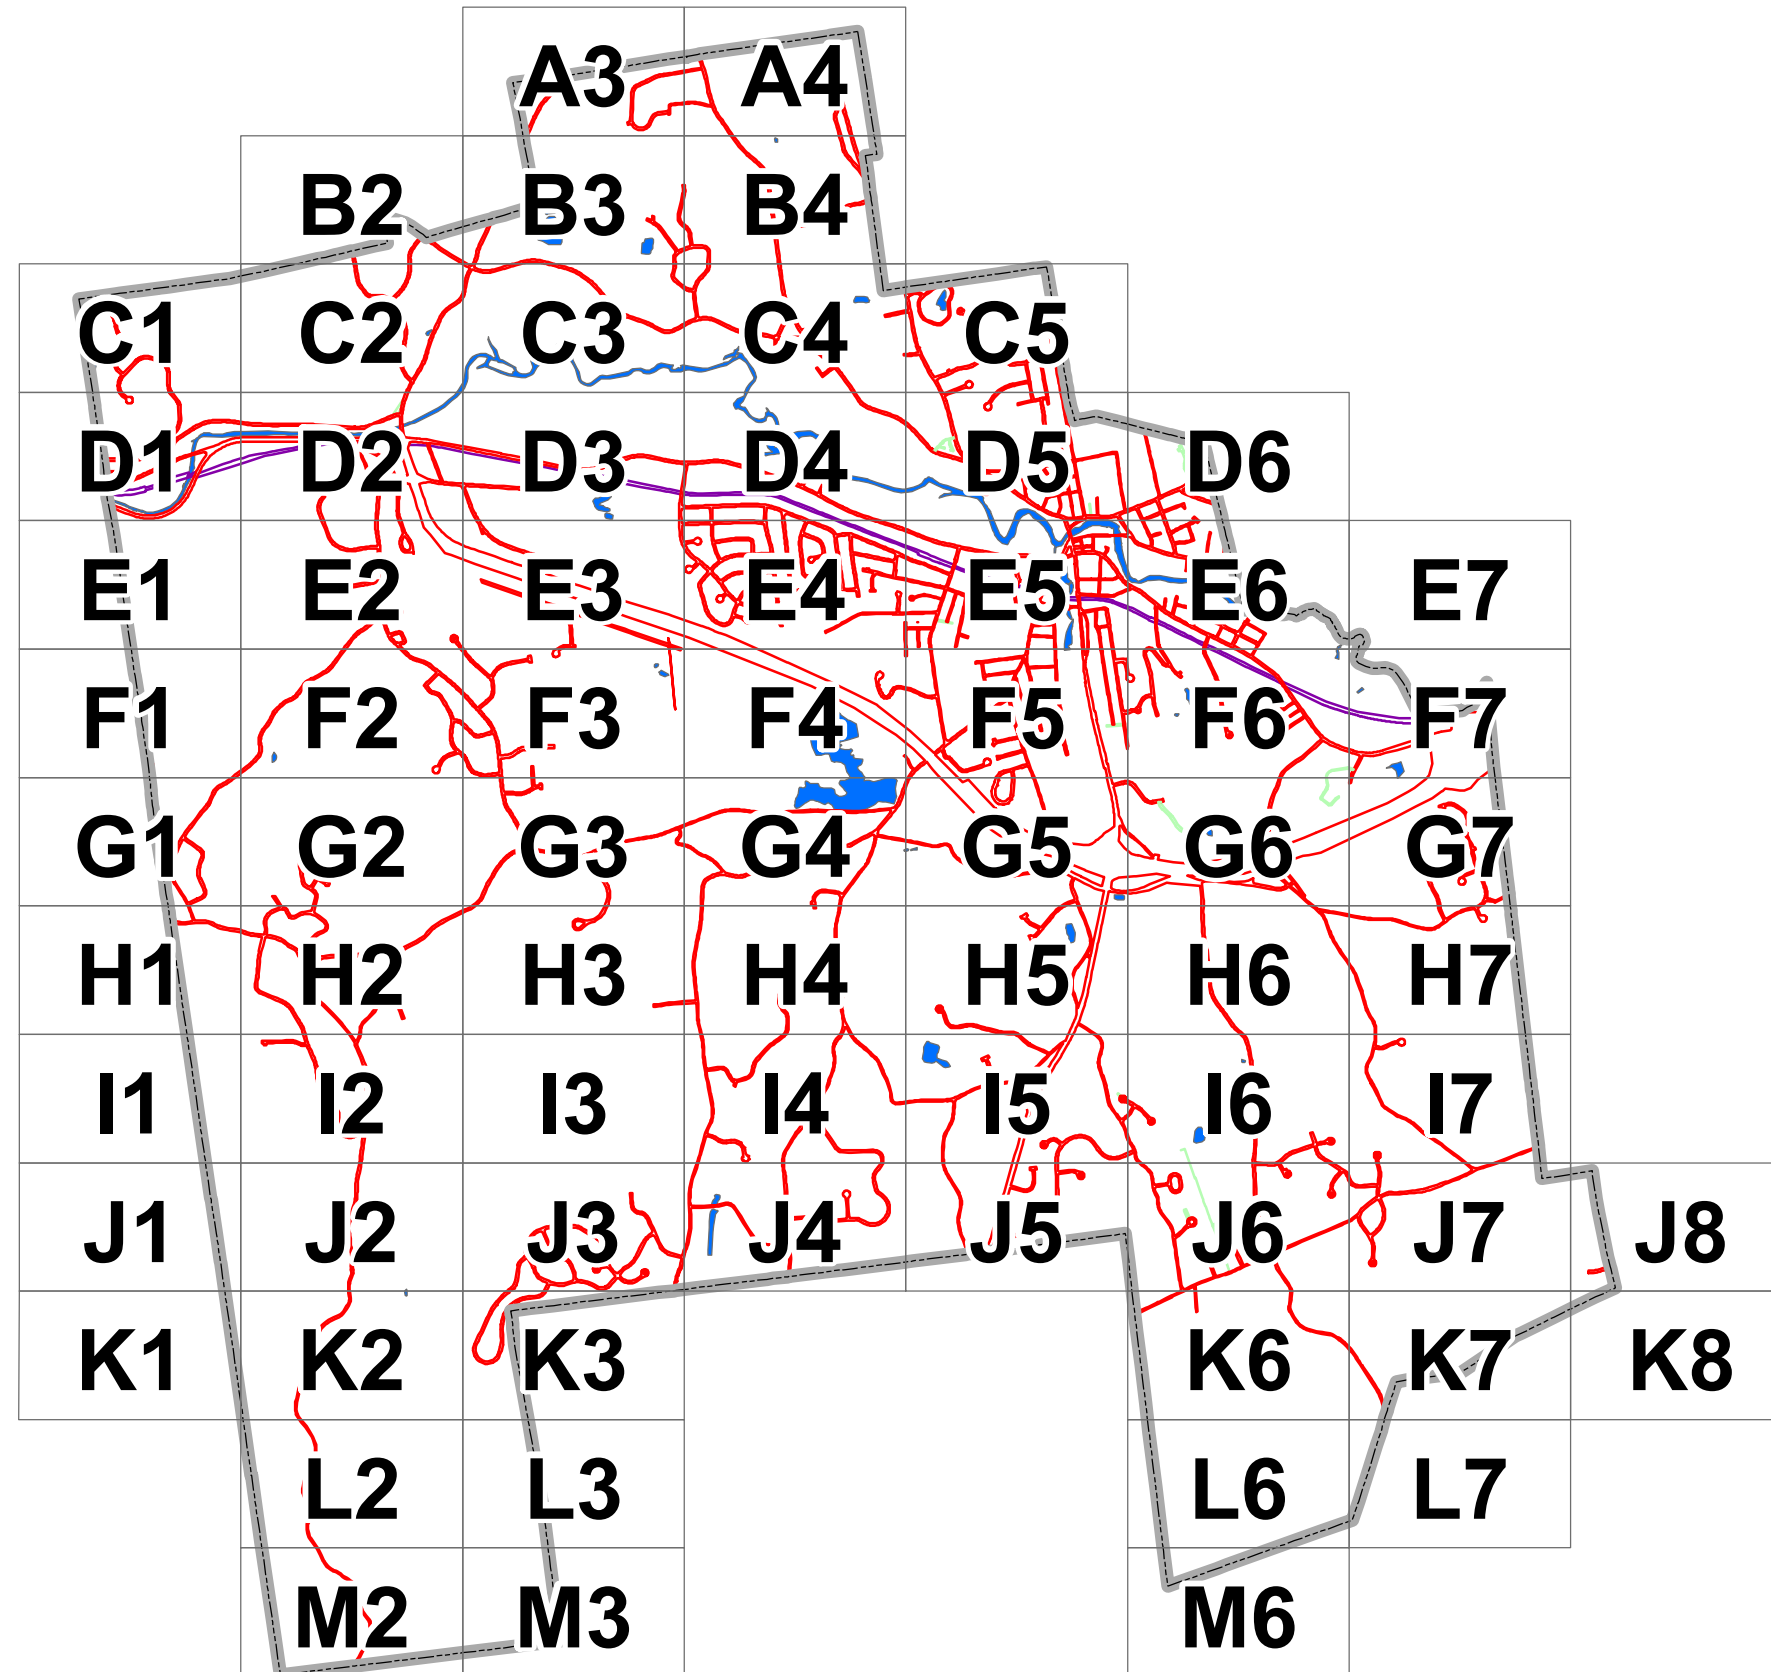 A3 A4
B2 B3 B4
C1 C2 C3 C4 C5
D1 D2 D3 D4 D5 D6
E1 E2 E3 E4 E5 E6 E7
F1 F2 F3 F4 F5 F6 F7
G1 G2 G3 G4 G5 G6 G7
H1 H2 H3 H4 H5 H6 H7
I1 I2 I3 I4 I5 I6 I7
J1 J2 J3 J4 J5 J6 J7 J8
K1 K2 K3 K6 K7 K8
L2 L3 L6 L7
M2 M3 M6